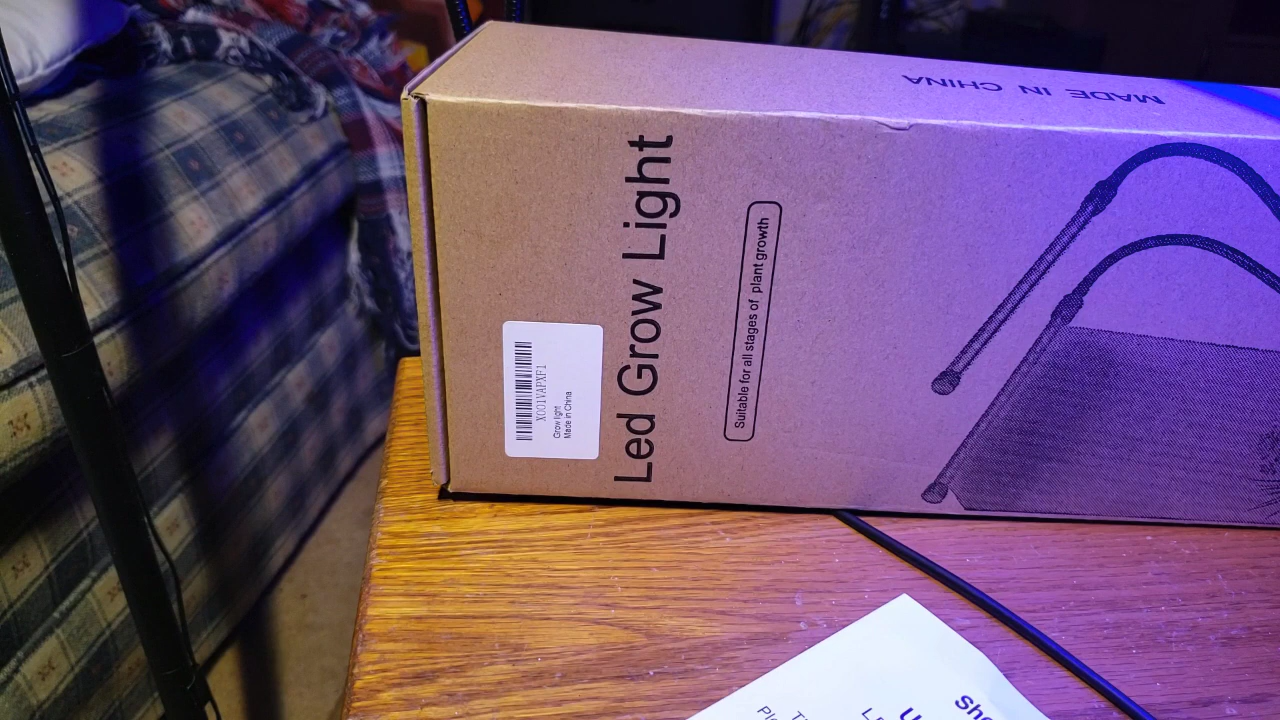 MADE IN CHINA
Led Grow Light
Suitable for all stages of plant growth
X001VAPXF1
Grow light
Made in China